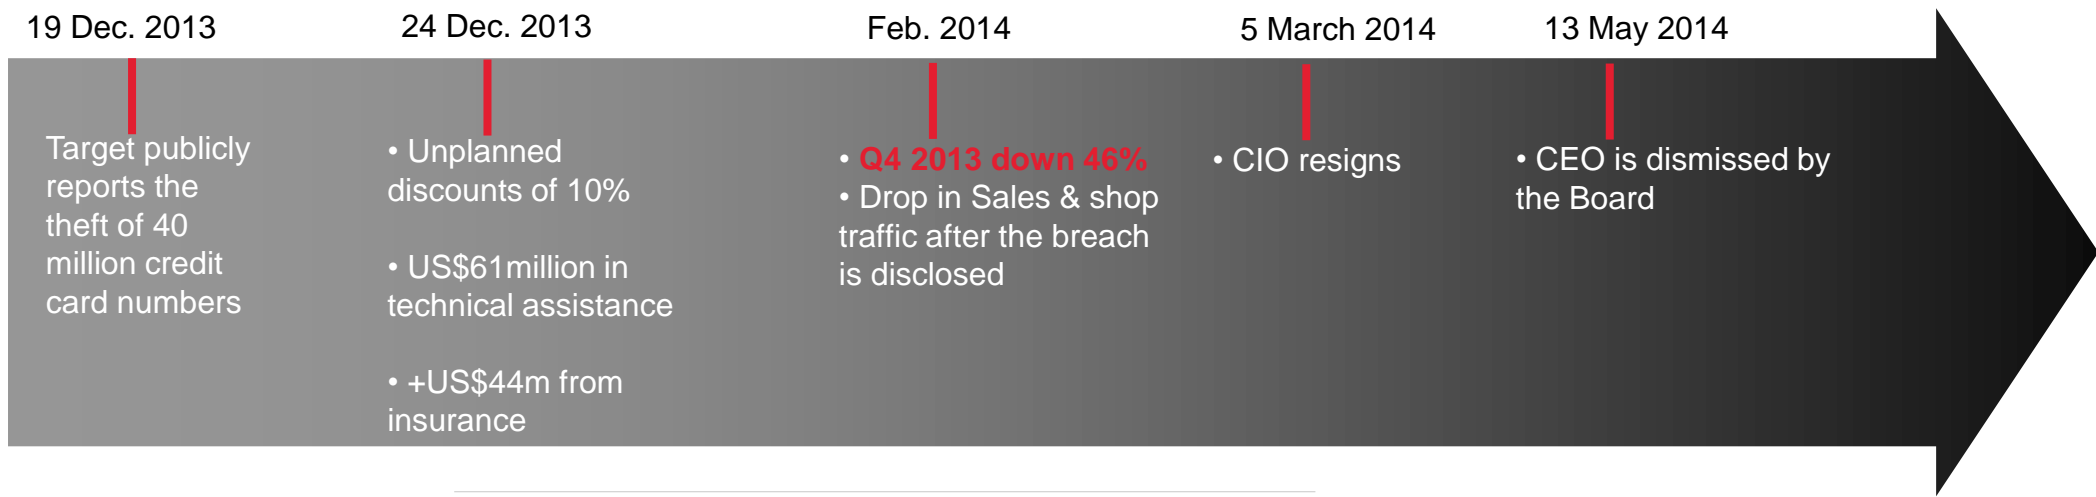 19 Dec. 2013
Target publicly
reports the
theft of 40
million credit
card numbers
24 Dec. 2013
• Unplanned
discounts of 10%
• US$61million in
technical assistance
• +US$44m from
insurance
Feb. 2014
• Q4 2013 down 46%
• Drop in Sales & shop
traffic after the breach
is disclosed
5 March 2014
• CIO resigns
13 May 2014
• CEO is dismissed by
the Board